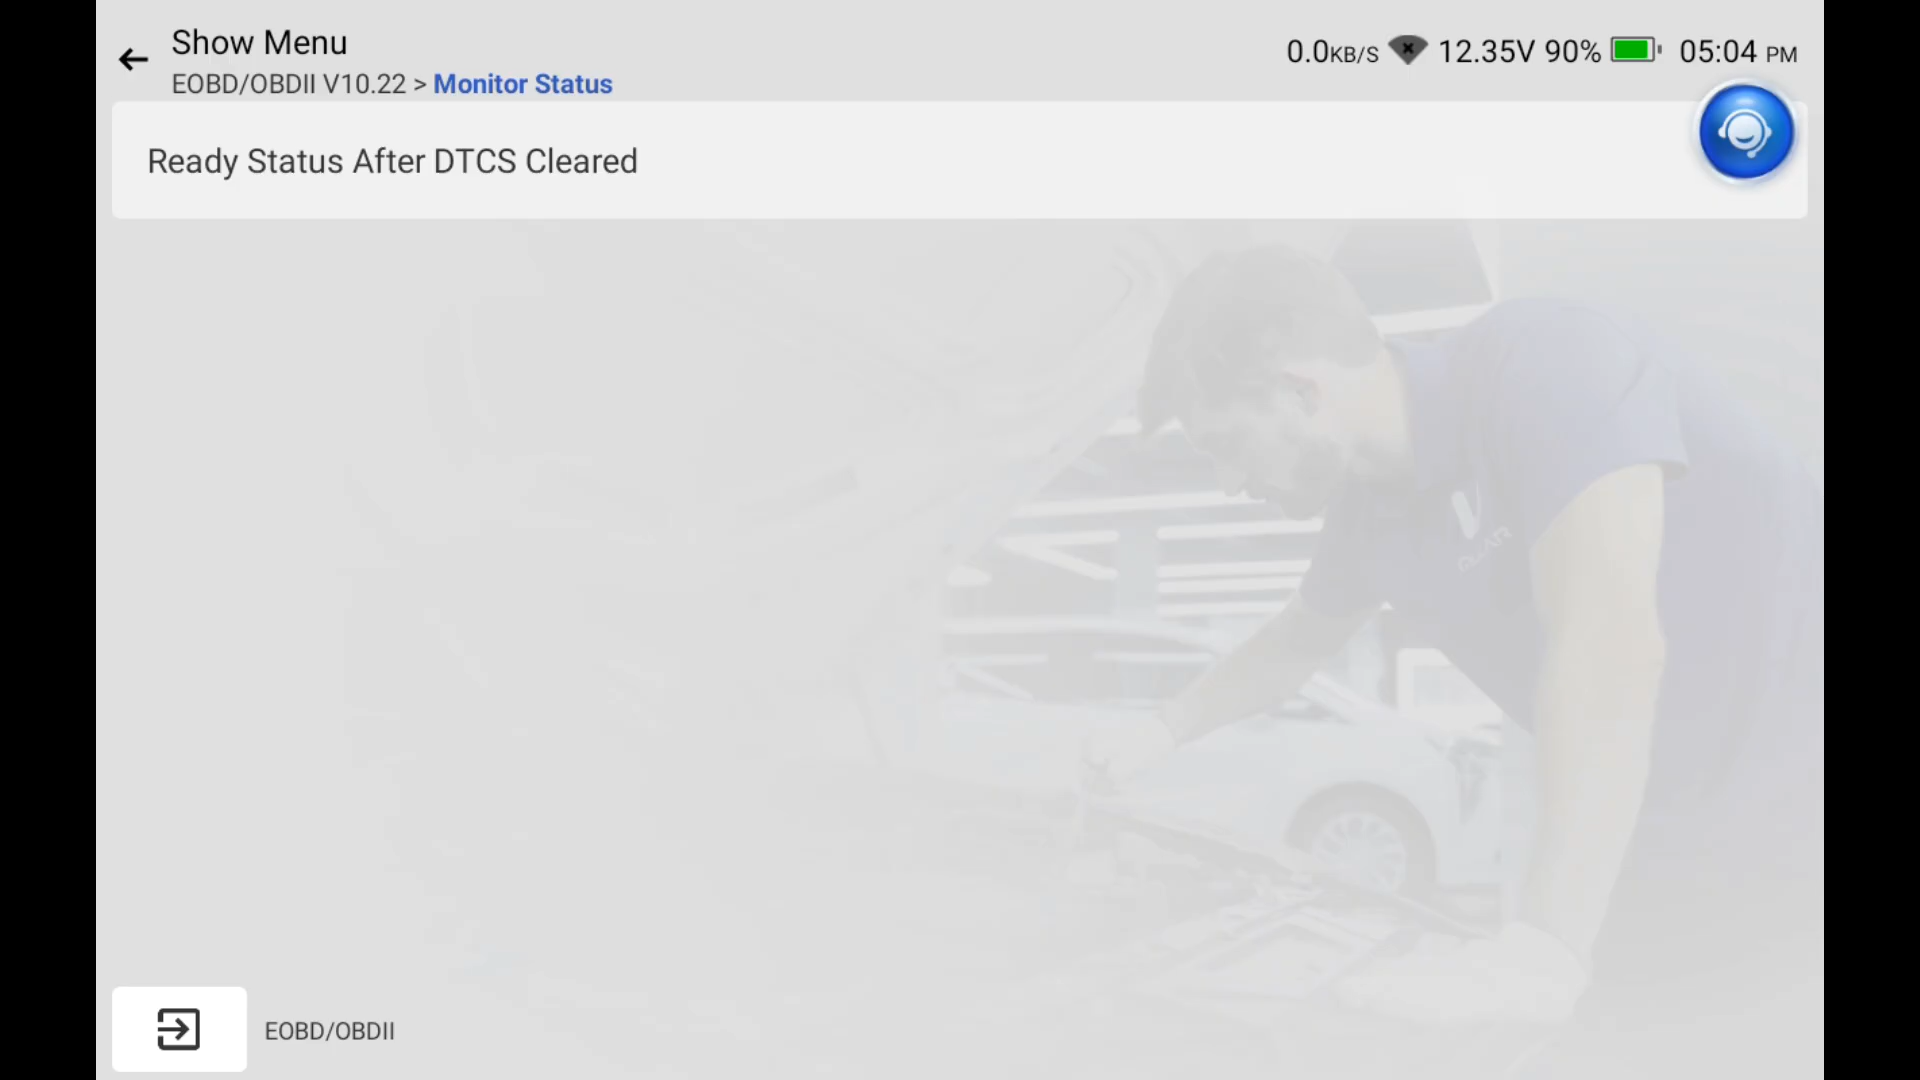 Show Menu
0.0KB/S 12.35V 90% 05:04 PM
EOBD/OBDII V10.22 > Monitor Status
Ready Status After DTCS Cleared
EOBD/OBDII